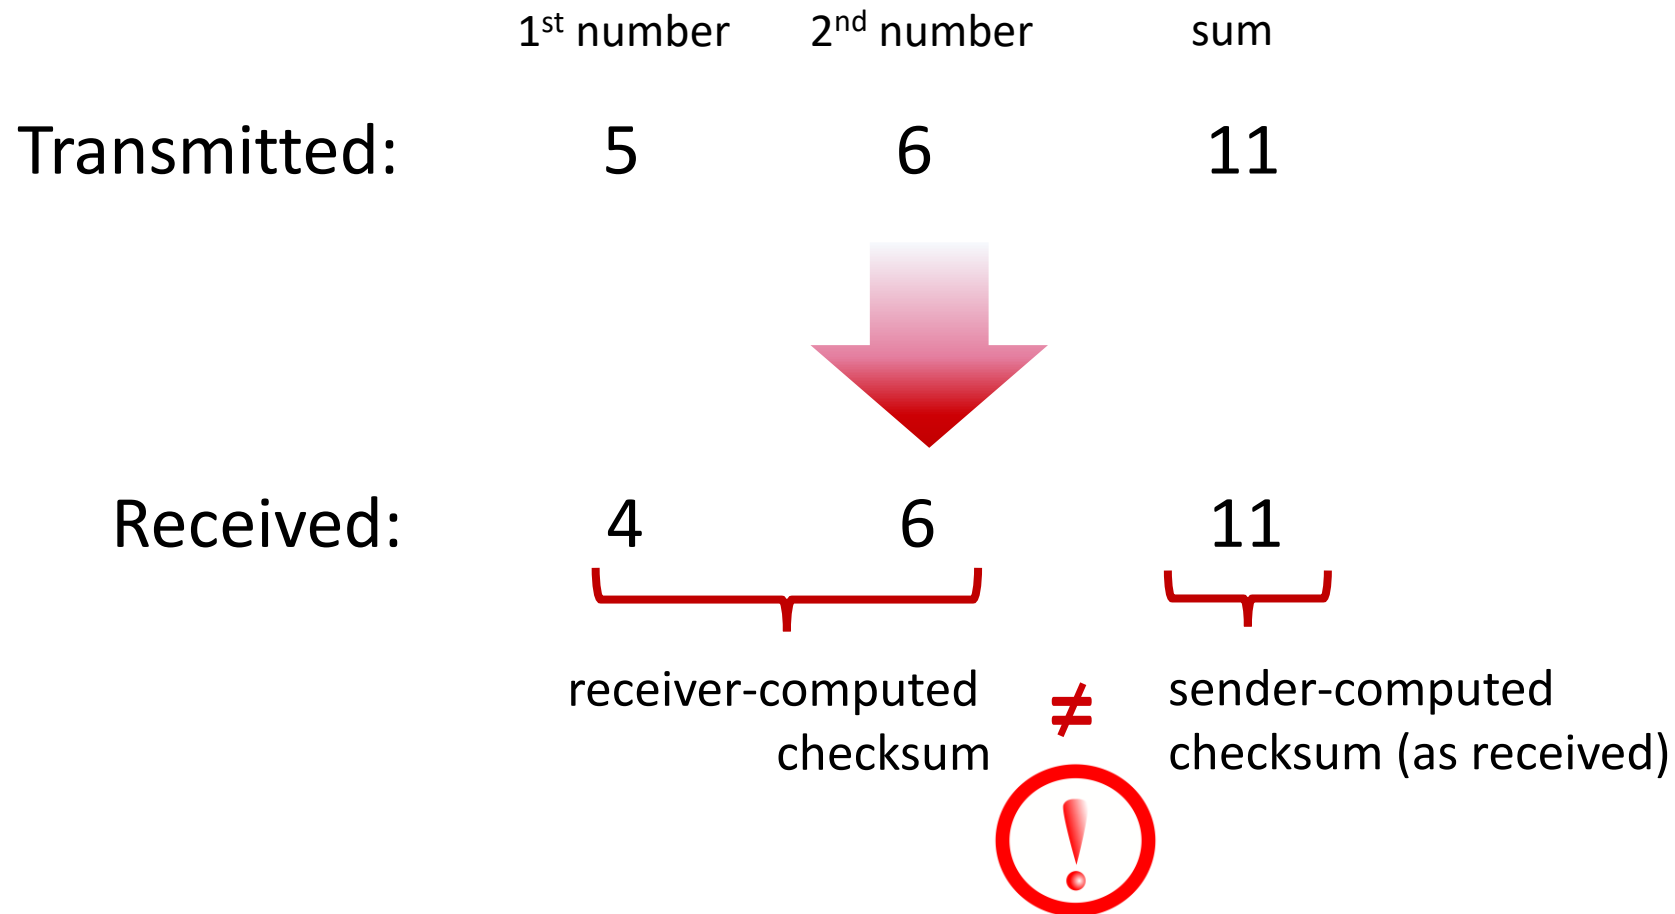 1st number 2nd number sum
Transmitted: 5 6 11
Received: 4 6 11
receiver-computed ≠ sender-computed
checksum checksum (as received)
!